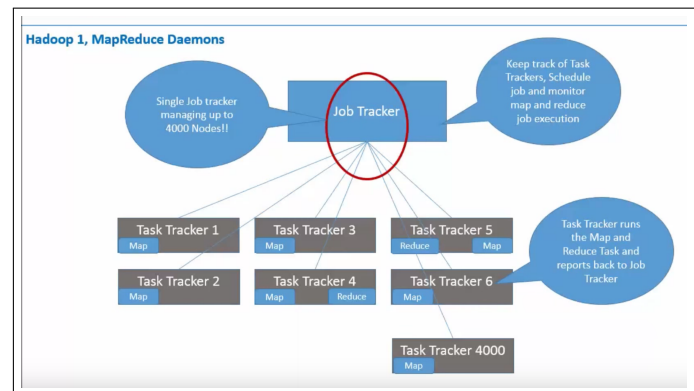 Hadoop 1, MapReduce Daemons
Single Job tracker
managing up to
4000 Nodes!!
Job Tracker
Keep track of Task
Trackers, Schedule
job and monitor
map and reduce
job execution
Task Tracker 1
Map
Task Tracker 3
Map
Task Tracker 5
Reduce Map
Task Tracker 2
Map
Task Tracker 4
Map Reduce
Task Tracker 6
Map
Task Tracker runs
the Map and
Reduce Task and
reports back to Job
Tracker
Task Tracker 4000
Map